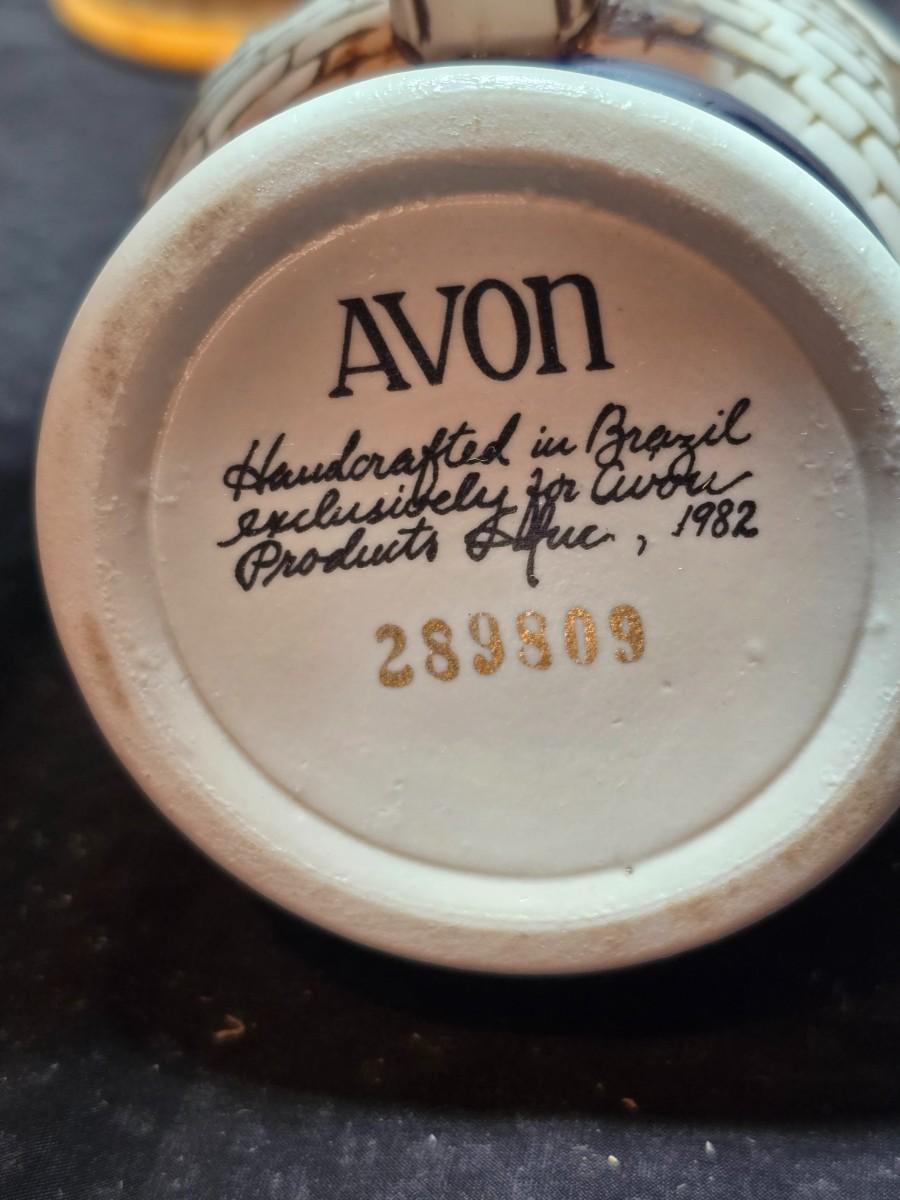 AVON
Handcrafted in Brazil
exclusively for Avon
Products Inc., 1982
289809